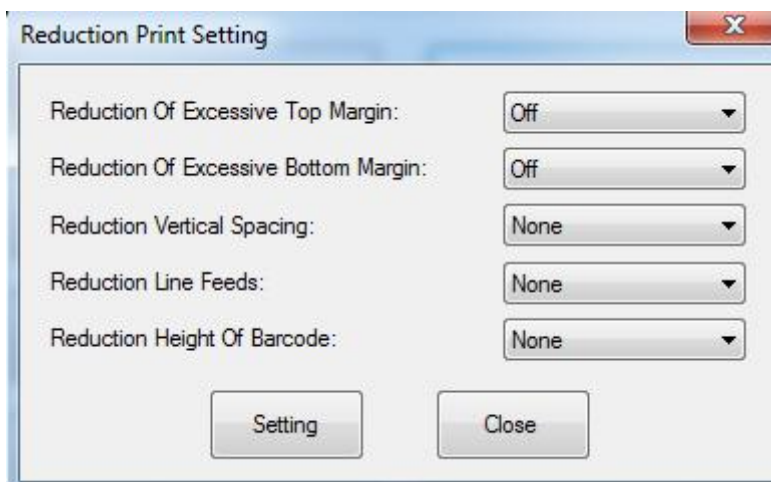 Reduction Print Setting
Reduction Of Excessive Top Margin: Off
Reduction Of Excessive Bottom Margin: Off
Reduction Vertical Spacing: None
Reduction Line Feeds: None
Reduction Height Of Barcode: None
Setting Close